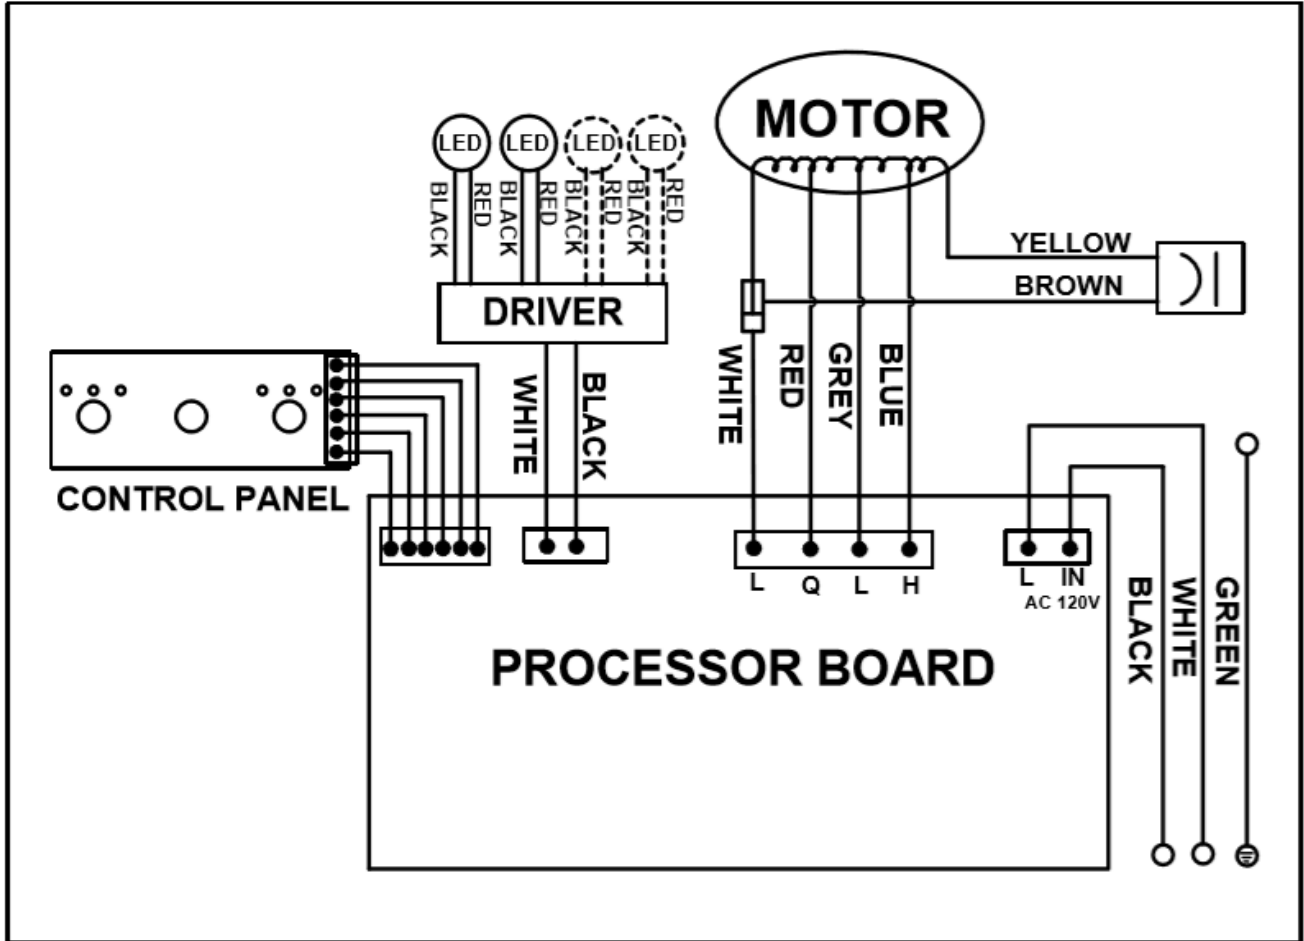 MOTOR
LED LED LED LED
BLACK RED BLACK RED BLACK RED BLACK RED
YELLOW
BROWN
DRIVER
WHITE BLACK
WHITE RED GREY BLUE
CONTROL PANEL
L Q L H
L IN
AC 120V
BLACK WHITE GREEN
PROCESSOR BOARD